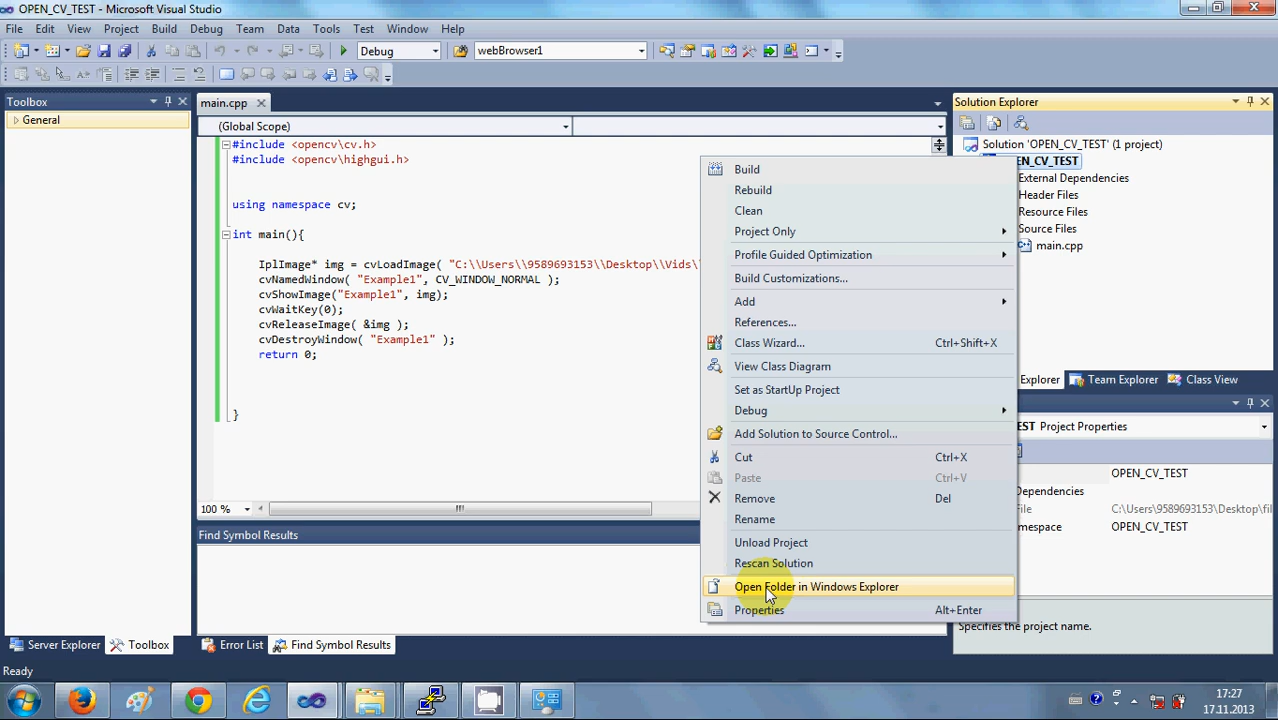 OPEN_CV_TEST - Microsoft Visual Studio
File Edit View Project Build Debug Team Data Tools Test Window Help
Debug webBrowser1
Toolbox
General
main.cpp
(Global Scope)
#include <opencv\cv.h>
#include <opencv\highgui.h>
using namespace cv;
int main(){
IplImage* img = cvLoadImage( "C:\\Users\\9589693153\\Desktop\\Vids\
cvNamedWindow( "Example1", CV_WINDOW_NORMAL );
cvShowImage("Example1", img);
cvWaitKey(0);
cvReleaseImage( &img );
cvDestroyWindow( "Example1" );
return 0;
}
100 %
Find Symbol Results
Build
Rebuild
Clean
Project Only
Profile Guided Optimization
Build Customizations...
Add
References...
Class Wizard... Ctrl+Shift+X
View Class Diagram
Set as StartUp Project
Debug
Add Solution to Source Control...
Cut Ctrl+X
Paste Ctrl+V
Remove Del
Rename
Unload Project
Rescan Solution
Open Folder in Windows Explorer
Properties Alt+Enter
Solution Explorer
Solution 'OPEN_CV_TEST' (1 project)
EN_CV_TEST
External Dependencies
Header Files
Resource Files
Source Files
main.cpp
Explorer Team Explorer Class View
EST Project Properties
OPEN_CV_TEST
Dependencies
File C:\Users\9589693153\Desktop\fil
mespace OPEN_CV_TEST
Specifies the project name.
Server Explorer Toolbox Error List Find Symbol Results
Ready
17:27
17.11.2013